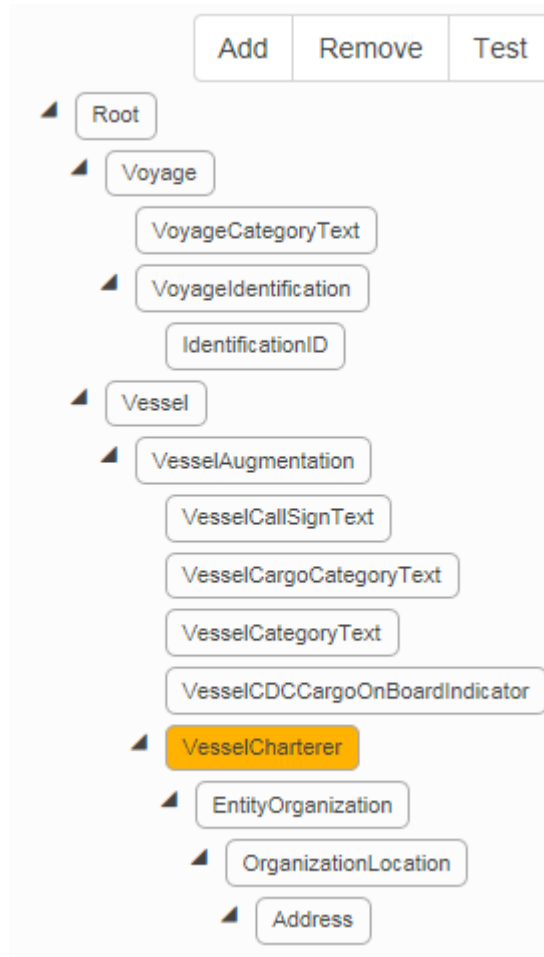 Add Remove Test
Root
Voyage
VoyageCategoryText
VoyageIdentification
IdentificationID
Vessel
VesselAugmentation
VesselCallSignText
VesselCargoCategoryText
VesselCategoryText
VesselCDCCargoOnBoardIndicator
VesselCharterer
EntityOrganization
OrganizationLocation
Address